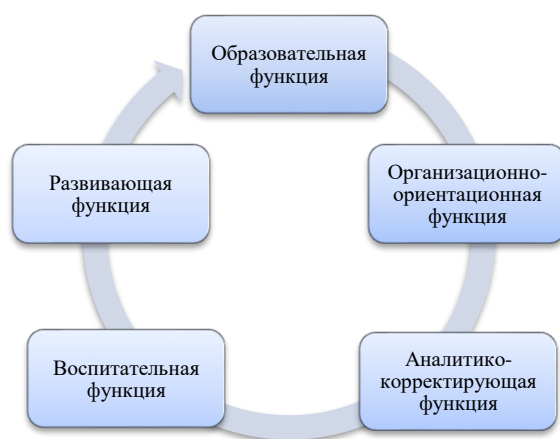 Образовательная
функция
Организационно-
ориентационная
функция
Аналитико-
корректирующая
функция
Воспитательная
функция
Развивающая
функция